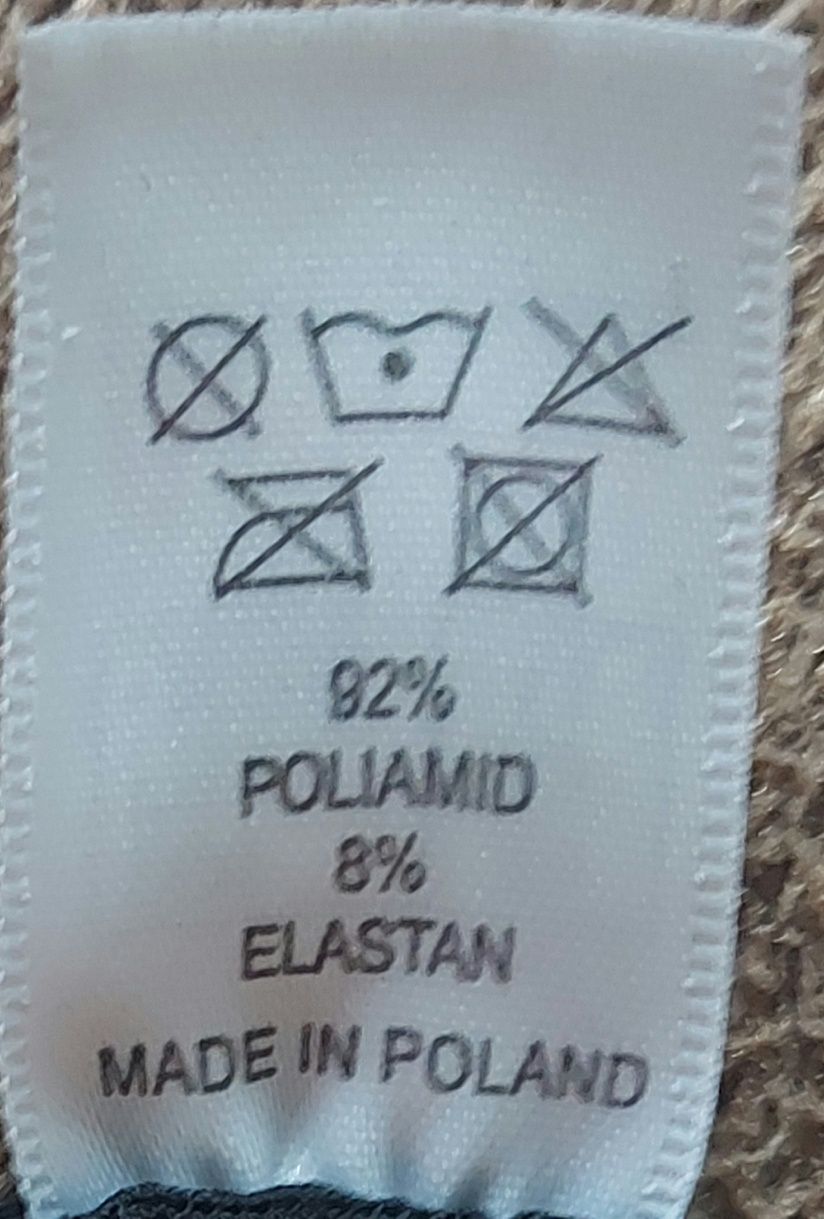 92%
POLIAMID
8%
ELASTAN
MADE IN POLAND